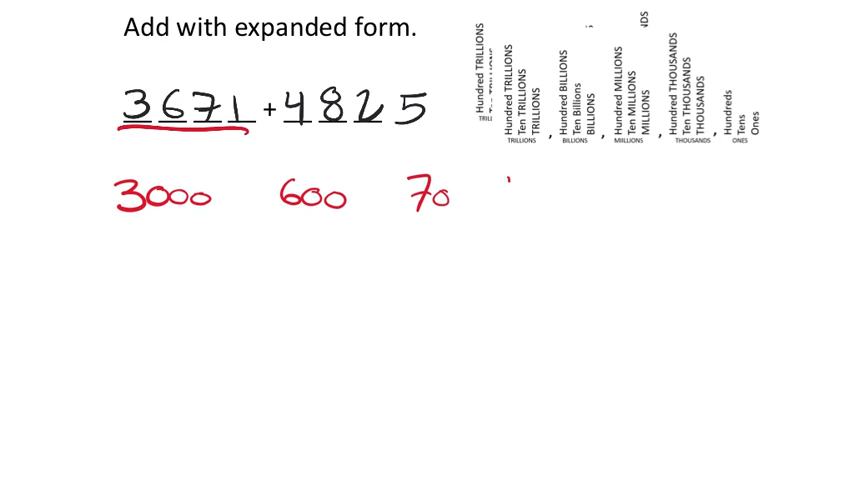 Add with expanded form.
3671 + 4825
3000 600 70
Hundred TRILLIONS
TRILL
Hundred TRILLIONS
Ten TRILLIONS
TRILLIONS
TRILLIONS
,
Hundred BILLIONS
Ten Billions
BILLIONS
BILLIONS
,
Hundred MILLIONS
Ten MILLIONS
MILLIONS
MILLIONS
,
Hundred THOUSANDS
Ten THOUSANDS
THOUSANDS
THOUSANDS
,
Hundreds
Tens
Ones
ONES